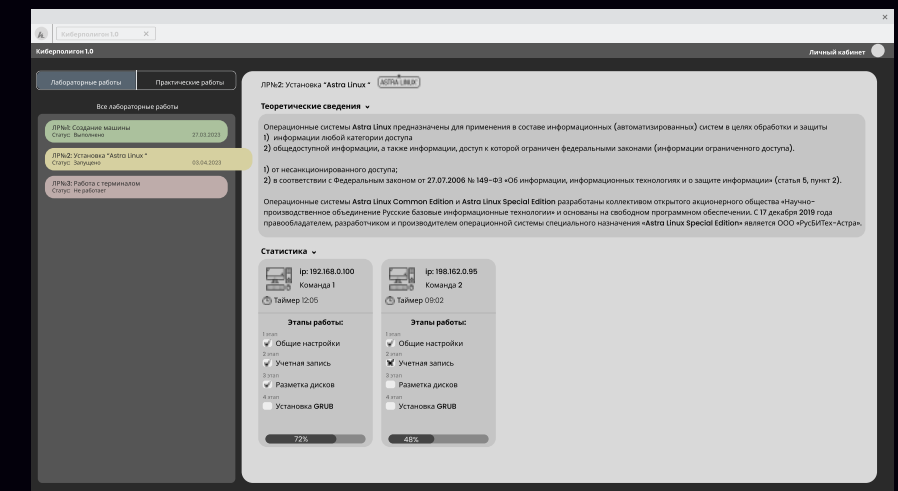 Киберполигон 1.0
Киберполигон 1.0
Личный кабинет
Лабораторные работы
Практические работы
Все лабораторные работы
ЛР№1: Создание машины
Статус: Выполнено
27.03.2023
ЛР№2: Установка "Astra Linux "
Статус: Запущено
03.04.2023
ЛР№3: Работа с терминалом
Статус: Не работает
ЛР№2: Установка "Astra Linux "
ASTRA LINUX
Теоретические сведения
Операционные системы Astra Linux предназначены для применения в составе информационных (автоматизированных) систем в целях обработки и защиты
1) информации любой категории доступа
2) общедоступной информации, а также информации, доступ к которой ограничен федеральными законами (информации ограниченного доступа).
1) от несанкционированного доступа;
2) в соответствии с Федеральным законом от 27.07.2006 № 149-ФЗ «Об информации, информационных технологиях и о защите информации» (статья 5, пункт 2).
Операционные системы Astra Linux Common Edition и Astra Linux Special Edition разработаны коллективом открытого акционерного общества «Научно-
производственное объединение Русские базовые информационные технологии» и основаны на свободном программном обеспечении. С 17 декабря 2019 года
правообладателем, разработчиком и производителем операционной системы специального назначения «Astra Linux Special Edition» является ООО «РусБИТех-Астра».
Статистика
ip: 192.168.0.100
Команда 1
Таймер 12:05
Этапы работы:
1 этап
Общие настройки
2 этап
Учетная запись
3 этап
Разметка дисков
4 этап
Установка GRUB
72%
ip: 198.162.0.95
Команда 2
Таймер 09:02
Этапы работы:
1 этап
Общие настройки
2 этап
Учетная запись
3 этап
Разметка дисков
4 этап
Установка GRUB
48%